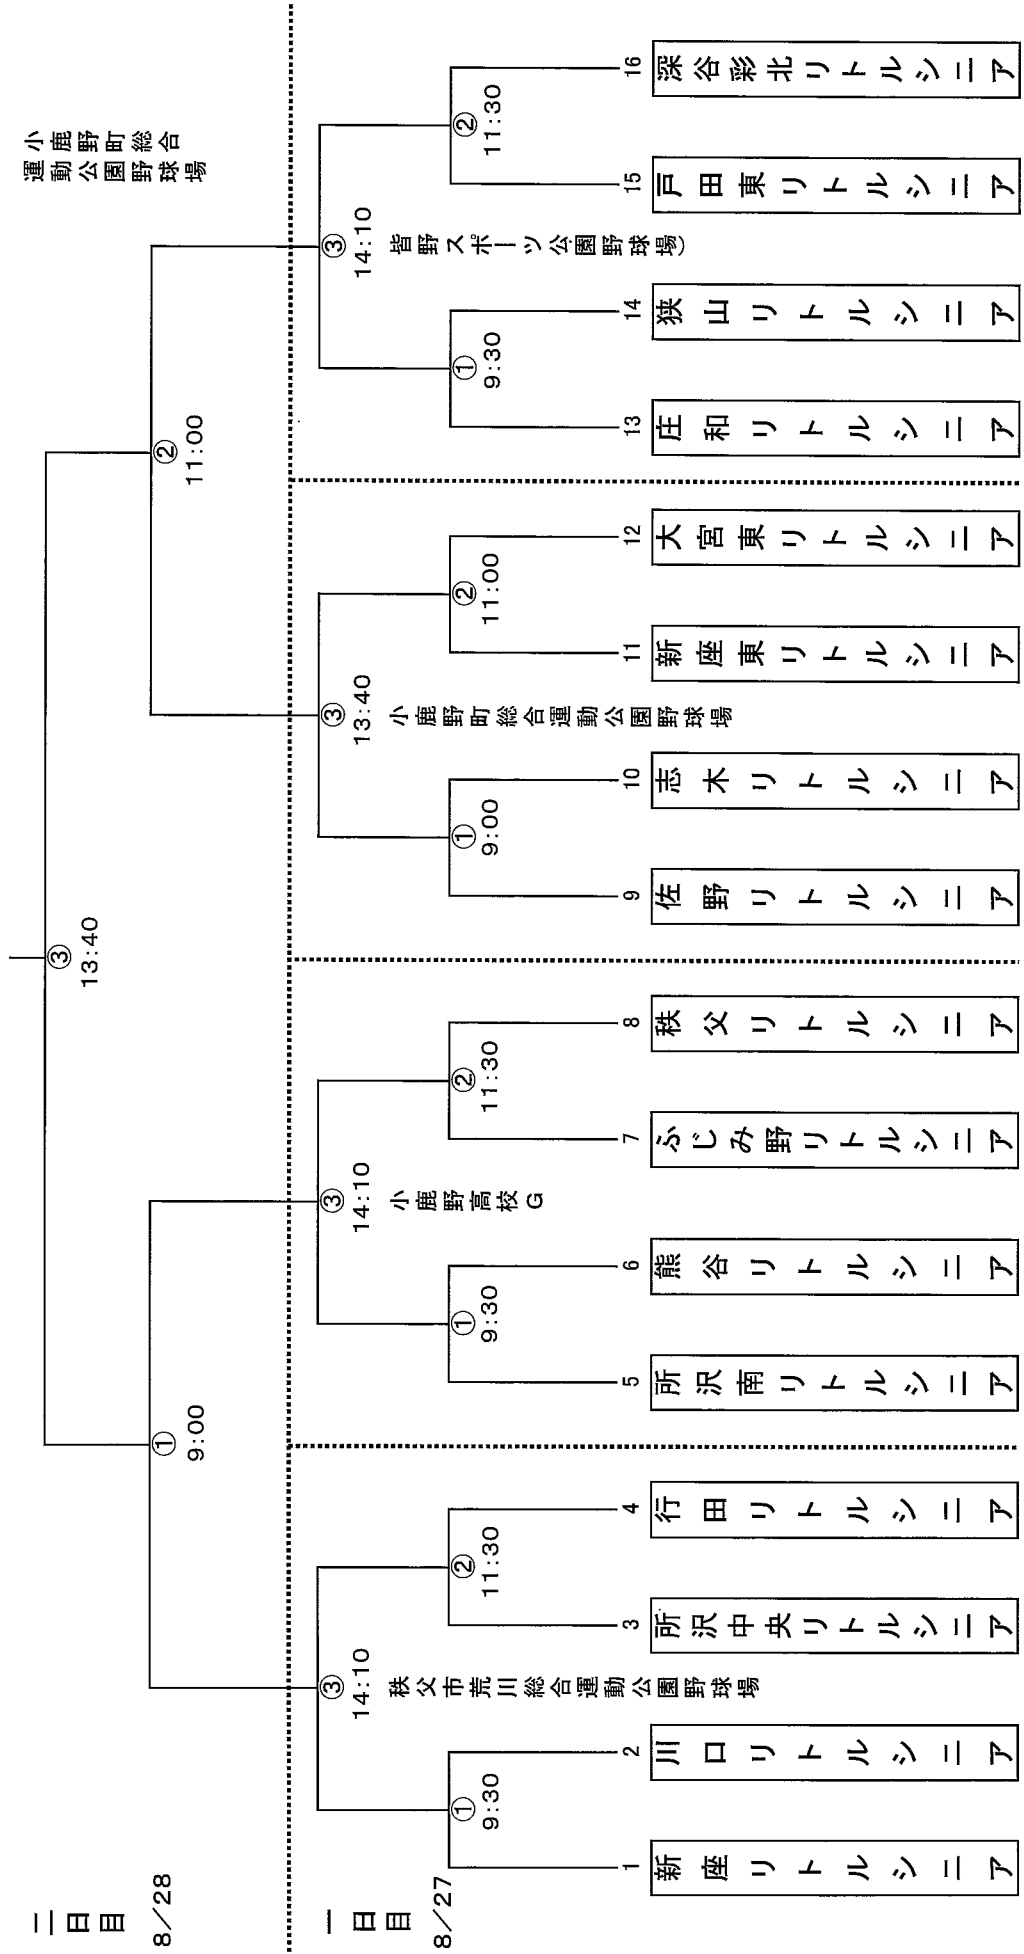 小鹿野町総合
運動公園野球場
二日目
8/28
③
13:40
①
9:00
②
11:00
一日目
8/27
③
14:10
秩父市荒川総合運動公園野球場
③
14:10
小鹿野高校G
③
13:40
小鹿野町総合運動公園野球場
③
14:10
皆野スポーツ公園野球場)
①
9:30
②
11:30
①
9:30
②
11:30
①
9:00
②
11:00
①
9:30
②
11:30
1
新座リトルシニア
2
川口リトルシニア
3
所沢中央リトルシニア
4
行田リトルシニア
5
所沢南リトルシニア
6
熊谷リトルシニア
7
ふじみ野リトルシニア
8
秩父リトルシニア
9
佐野リトルシニア
10
志木リトルシニア
11
新座東リトルシニア
12
大宮東リトルシニア
13
庄和リトルシニア
14
狭山リトルシニア
15
戸田東リトルシニア
16
深谷彩北リトルシニア